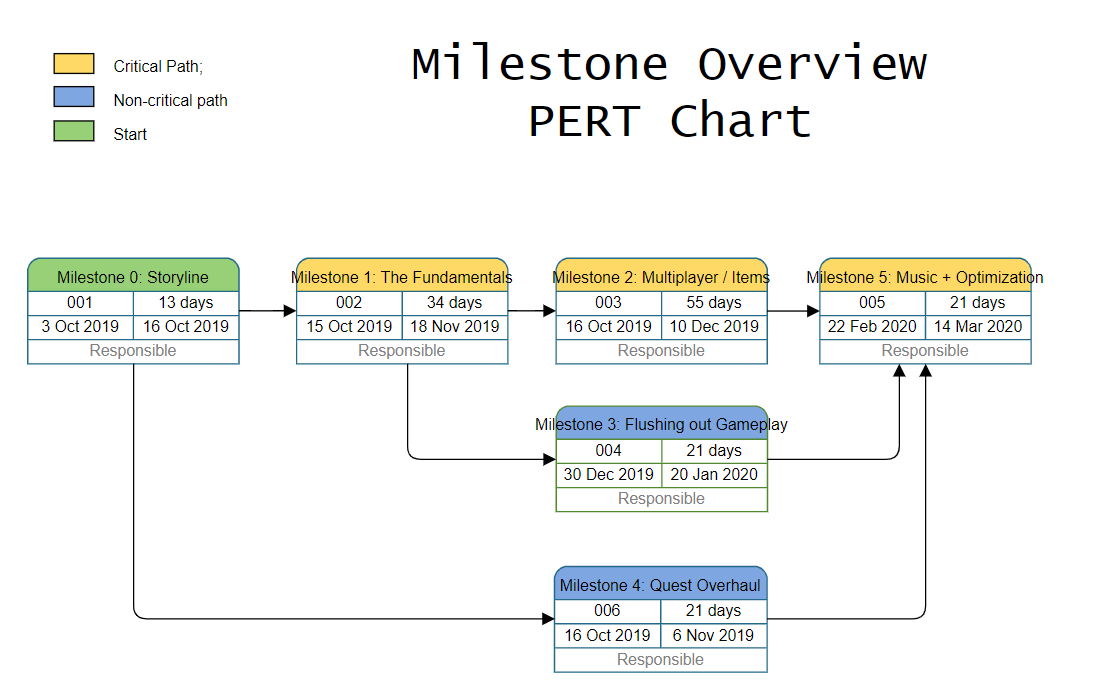 Milestone Overview
PERT Chart
Critical Path;
Non-critical path
Start
Milestone 0: Storyline
001 13 days
3 Oct 2019 16 Oct 2019
Responsible
Milestone 1: The Fundamentals
002 34 days
15 Oct 2019 18 Nov 2019
Responsible
Milestone 2: Multiplayer / Items
003 55 days
16 Oct 2019 10 Dec 2019
Responsible
Milestone 5: Music + Optimization
005 21 days
22 Feb 2020 14 Mar 2020
Responsible
Milestone 3: Flushing out Gameplay
004 21 days
30 Dec 2019 20 Jan 2020
Responsible
Milestone 4: Quest Overhaul
006 21 days
16 Oct 2019 6 Nov 2019
Responsible